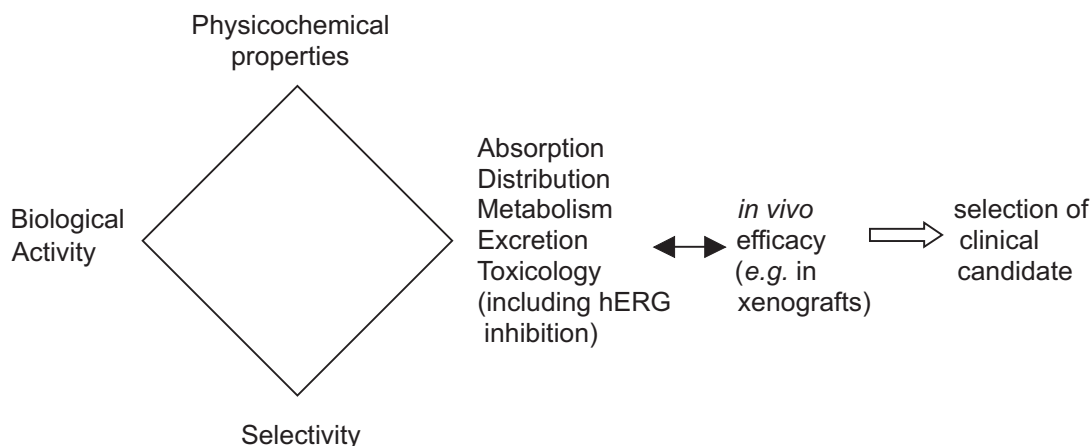 Physicochemical
properties
Biological
Activity
Absorption
Distribution
Metabolism
Excretion
Toxicology
(including hERG
inhibition)
in vivo
efficacy
(e.g. in
xenografts)
selection of
clinical
candidate
Selectivity